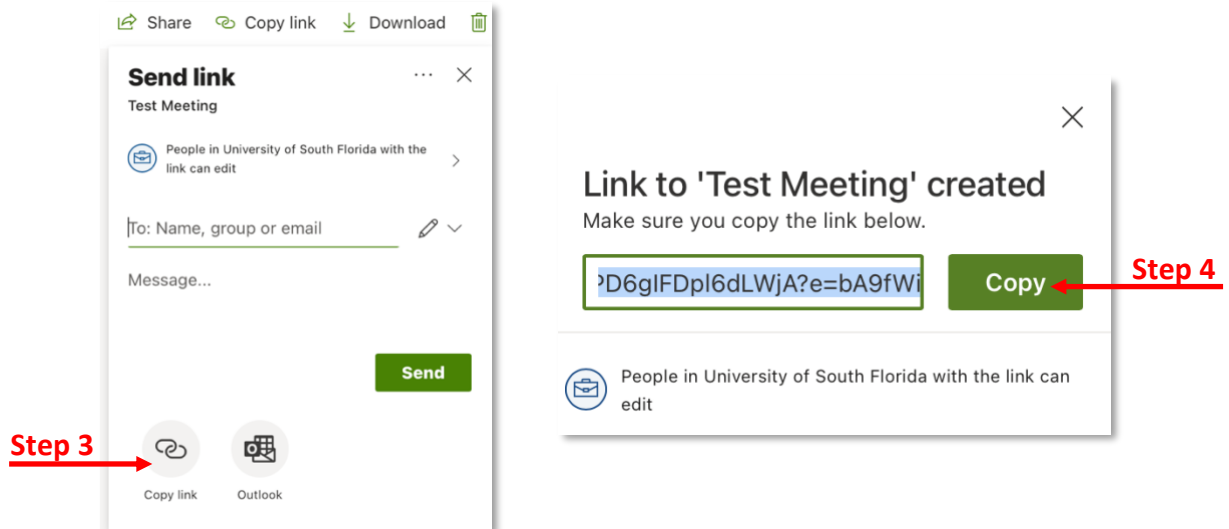 Share Copy link Download
Send link
Test Meeting
People in University of South Florida with the
link can edit
To: Name, group or email
Message...
Send
Step 3
Copy link Outlook
Link to 'Test Meeting' created
Make sure you copy the link below.
PD6gIFDpl6dLWjA?e=bA9fWi
Copy
Step 4
People in University of South Florida with the link can
edit